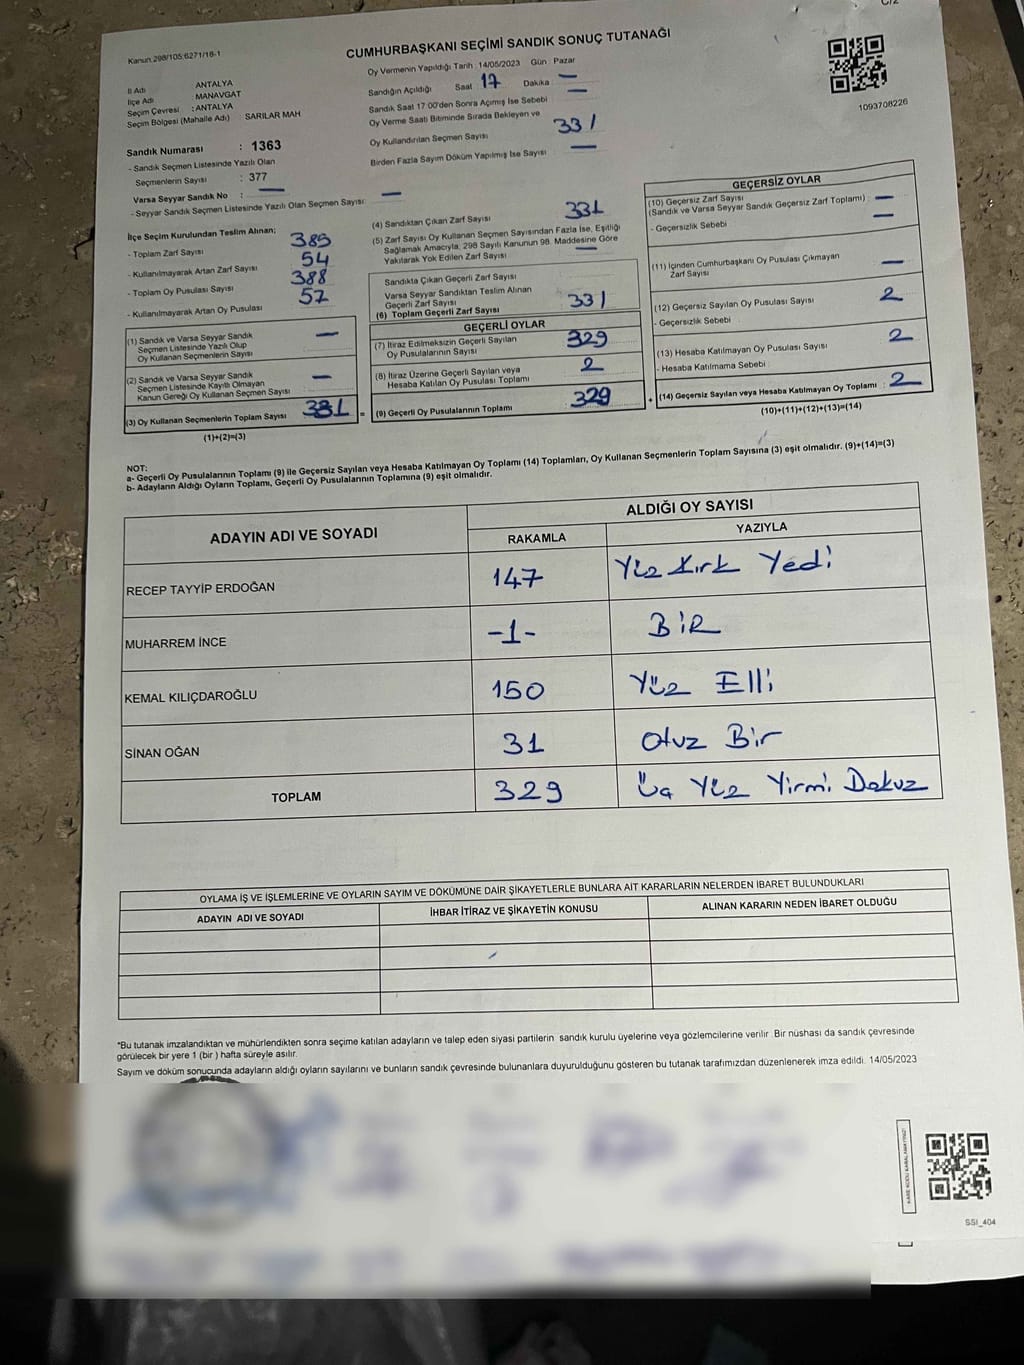 C/2
Kanun:298/105:6271/18-1
CUMHURBAŞKANI SEÇİMİ SANDIK SONUÇ TUTANAĞI
Oy Vermenin Yapıldığı Tarih :14/05/2023 Gün : Pazar
İl Adı : ANTALYA
İlçe Adı : MANAVGAT
Seçim Çevresi : ANTALYA
Seçim Bölgesi (Mahalle Adı) : SARILAR MAH
Sandığın Açıldığı Saat 17 Dakika : —
Sandık Saat 17:00'den Sonra Açımış İse Sebebi —
Oy Verme Saati Bitiminde Sırada Bekleyen ve
Oy Kullandırılan Seçmen Sayısı 331
Birden Fazla Sayım Döküm Yapılmış İse Sayısı —
1093708226
Sandık Numarası : 1363
- Sandık Seçmen Listesinde Yazılı Olan
Seçmenlerin Sayısı : 377
Varsa Seyyar Sandık No : —
- Seyyar Sandık Seçmen Listesinde Yazılı Olan Seçmen Sayısı : —
İlçe Seçim Kurulundan Teslim Alınan;
- Toplam Zarf Sayısı 385
- Kullanılmayarak Artan Zarf Sayısı 54
- Toplam Oy Pusulası Sayısı 388
- Kullanılmayarak Artan Oy Pusulası 57
(1) Sandık ve Varsa Seyyar Sandık
Seçmen Listesinde Yazılı Olup
Oy Kullanan Seçmenlerin Sayısı —
(2) Sandık ve Varsa Seyyar Sandık
Seçmen Listesinde Kayıtlı Olmayan
Kanun Gereği Oy Kullanan Seçmen Sayısı —
(3) Oy Kullanan Seçmenlerin Toplam Sayısı 331 =
(1)+(2)=(3)
(4) Sandıktan Çıkan Zarf Sayısı 331
(5) Zarf Sayısı Oy Kullanan Seçmen Sayısından Fazla İse, Eşitliği
Sağlamak Amacıyla; 298 Sayılı Kanunun 98. Maddesine Göre
Yakılarak Yok Edilen Zarf Sayısı —
Sandıkta Çıkan Geçerli Zarf Sayısı
Varsa Seyyar Sandıktan Teslim Alınan
Geçerli Zarf Sayısı
(6) Toplam Geçerli Zarf Sayısı 331
GEÇERLİ OYLAR
(7) İtiraz Edilmeksizin Geçerli Sayılan
Oy Pusulalarının Sayısı 329
(8) İtiraz Üzerine Geçerli Sayılan veya
Hesaba Katılan Oy Pusulası Toplamı 2
(9) Geçerli Oy Pusulalarının Toplamı 329 +
GEÇERSİZ OYLAR
(10) Geçersiz Zarf Sayısı
(Sandık ve Varsa Seyyar Sandık Geçersiz Zarf Toplamı) : —
- Geçersizlik Sebebi —
(11) İçinden Cumhurbaşkanı Oy Pusulası Çıkmayan
Zarf Sayısı —
(12) Geçersiz Sayılan Oy Pusulası Sayısı 2
- Geçersizlik Sebebi
(13) Hesaba Katılmayan Oy Pusulası Sayısı 2
- Hesaba Katılmama Sebebi
(14) Geçersiz Sayılan veya Hesaba Katılmayan Oy Toplamı : 2
(10)+(11)+(12)+(13)=(14)
NOT:
a- Geçerli Oy Pusulalarının Toplamı (9) ile Geçersiz Sayılan veya Hesaba Katılmayan Oy Toplamı (14) Toplamları, Oy Kullanan Seçmenlerin Toplam Sayısına (3) eşit olmalıdır. (9)+(14)=(3)
b- Adayların Aldığı Oyların Toplamı, Geçerli Oy Pusulalarının Toplamına (9) eşit olmalıdır.
ADAYIN ADI VE SOYADI ALDIĞI OY SAYISI
RAKAMLA YAZIYLA
RECEP TAYYİP ERDOĞAN 147 Yüz Kırk Yedi
MUHARREM İNCE -1- BİR
KEMAL KILIÇDAROĞLU 150 Yüz Elli
SİNAN OĞAN 31 Otuz Bir
TOPLAM 329 Üç Yüz Yirmi Dokuz
OYLAMA İŞ VE İŞLEMLERİNE VE OYLARIN SAYIM VE DÖKÜMÜNE DAİR ŞİKAYETLERLE BUNLARA AİT KARARLARIN NELERDEN İBARET BULUNDUKLARI
ADAYIN ADI VE SOYADI İHBAR İTİRAZ VE ŞİKAYETİN KONUSU ALINAN KARARIN NEDEN İBARET OLDUĞU
*Bu tutanak imzalandıktan ve mühürlendikten sonra seçime katılan adayların ve talep eden siyasi partilerin sandık kurulu üyelerine veya gözlemcilerine verilir. Bir nüshası da sandık çevresinde
görülecek bir yere 1 (bir) hafta süreyle asılır.
Sayım ve döküm sonucunda adayların aldığı oyların sayılarını ve bunların sandık çevresinde bulunanlara duyurulduğunu gösteren bu tutanak tarafımızdan düzenlenerek imza edildi. 14/05/2023
KARE KODU KARALAMAYINIZ!
SSI_404